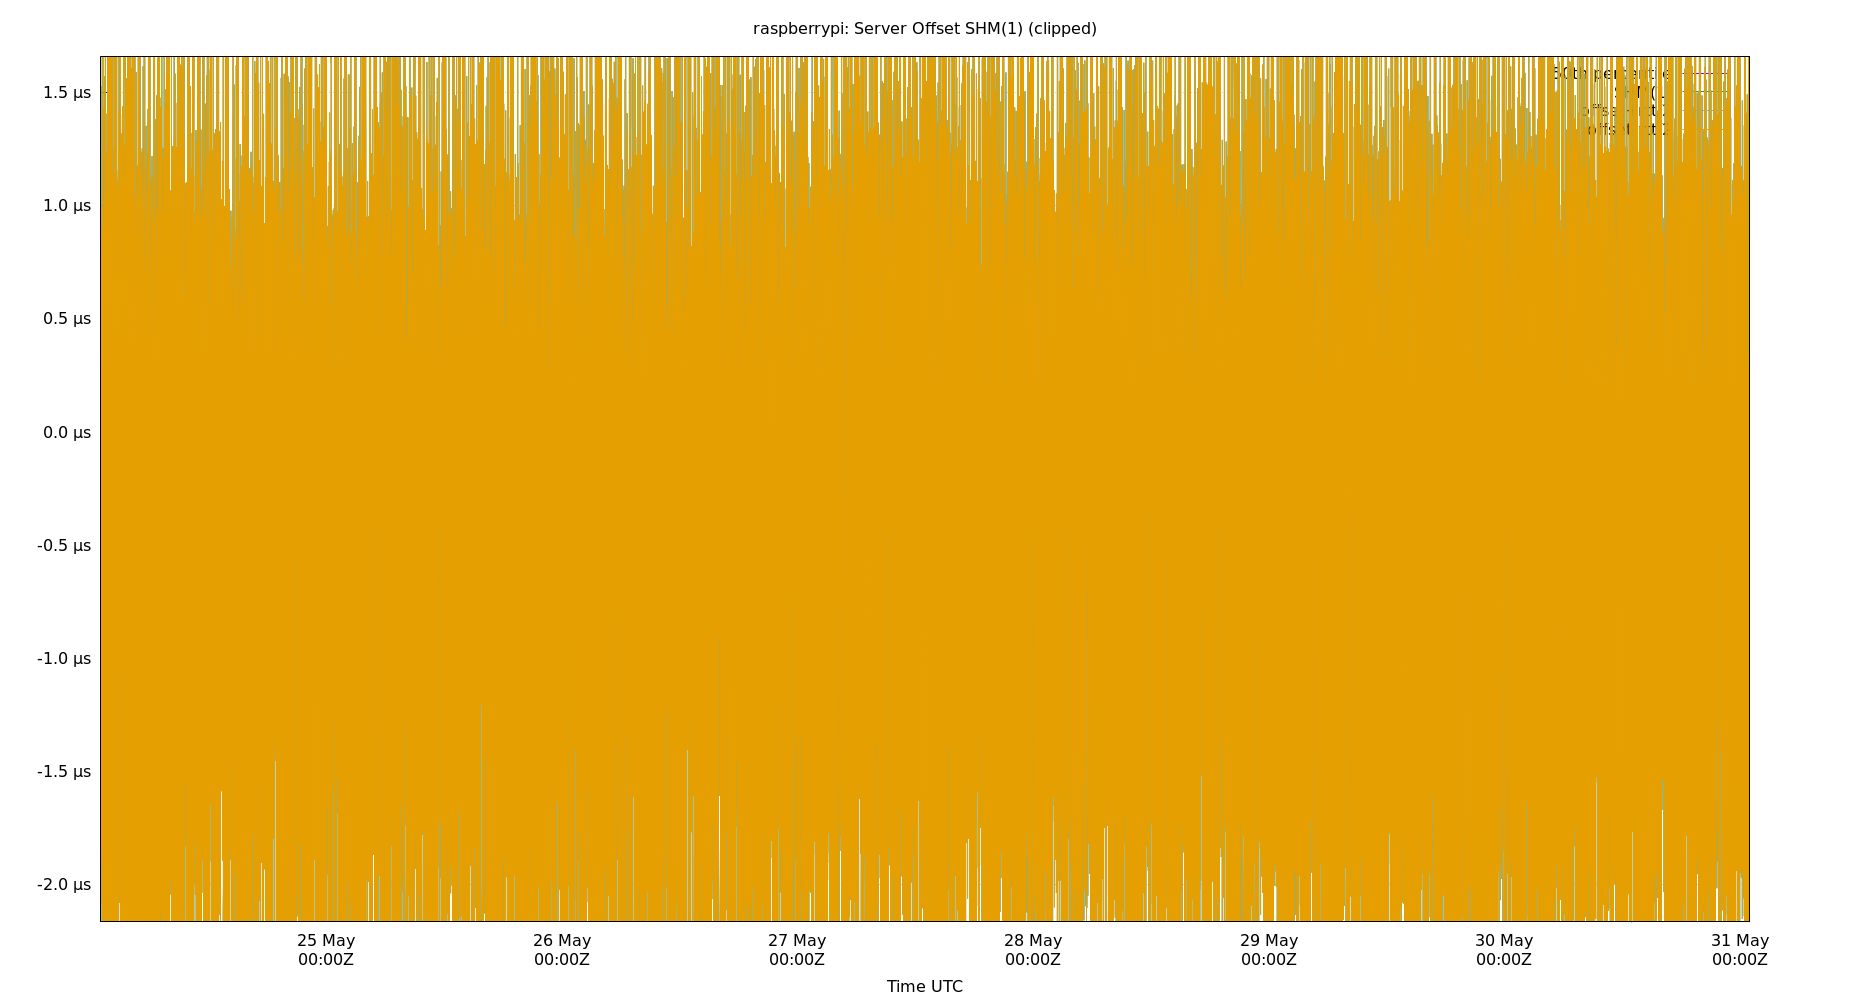 raspberrypi: Server Offset SHM(1) (clipped)
1.5 µs
1.0 µs
0.5 µs
0.0 µs
-0.5 µs
-1.0 µs
-1.5 µs
-2.0 µs
25 May 26 May 27 May 28 May 29 May 30 May 31 May
00:00Z 00:00Z 00:00Z 00:00Z 00:00Z 00:00Z 00:00Z
Time UTC